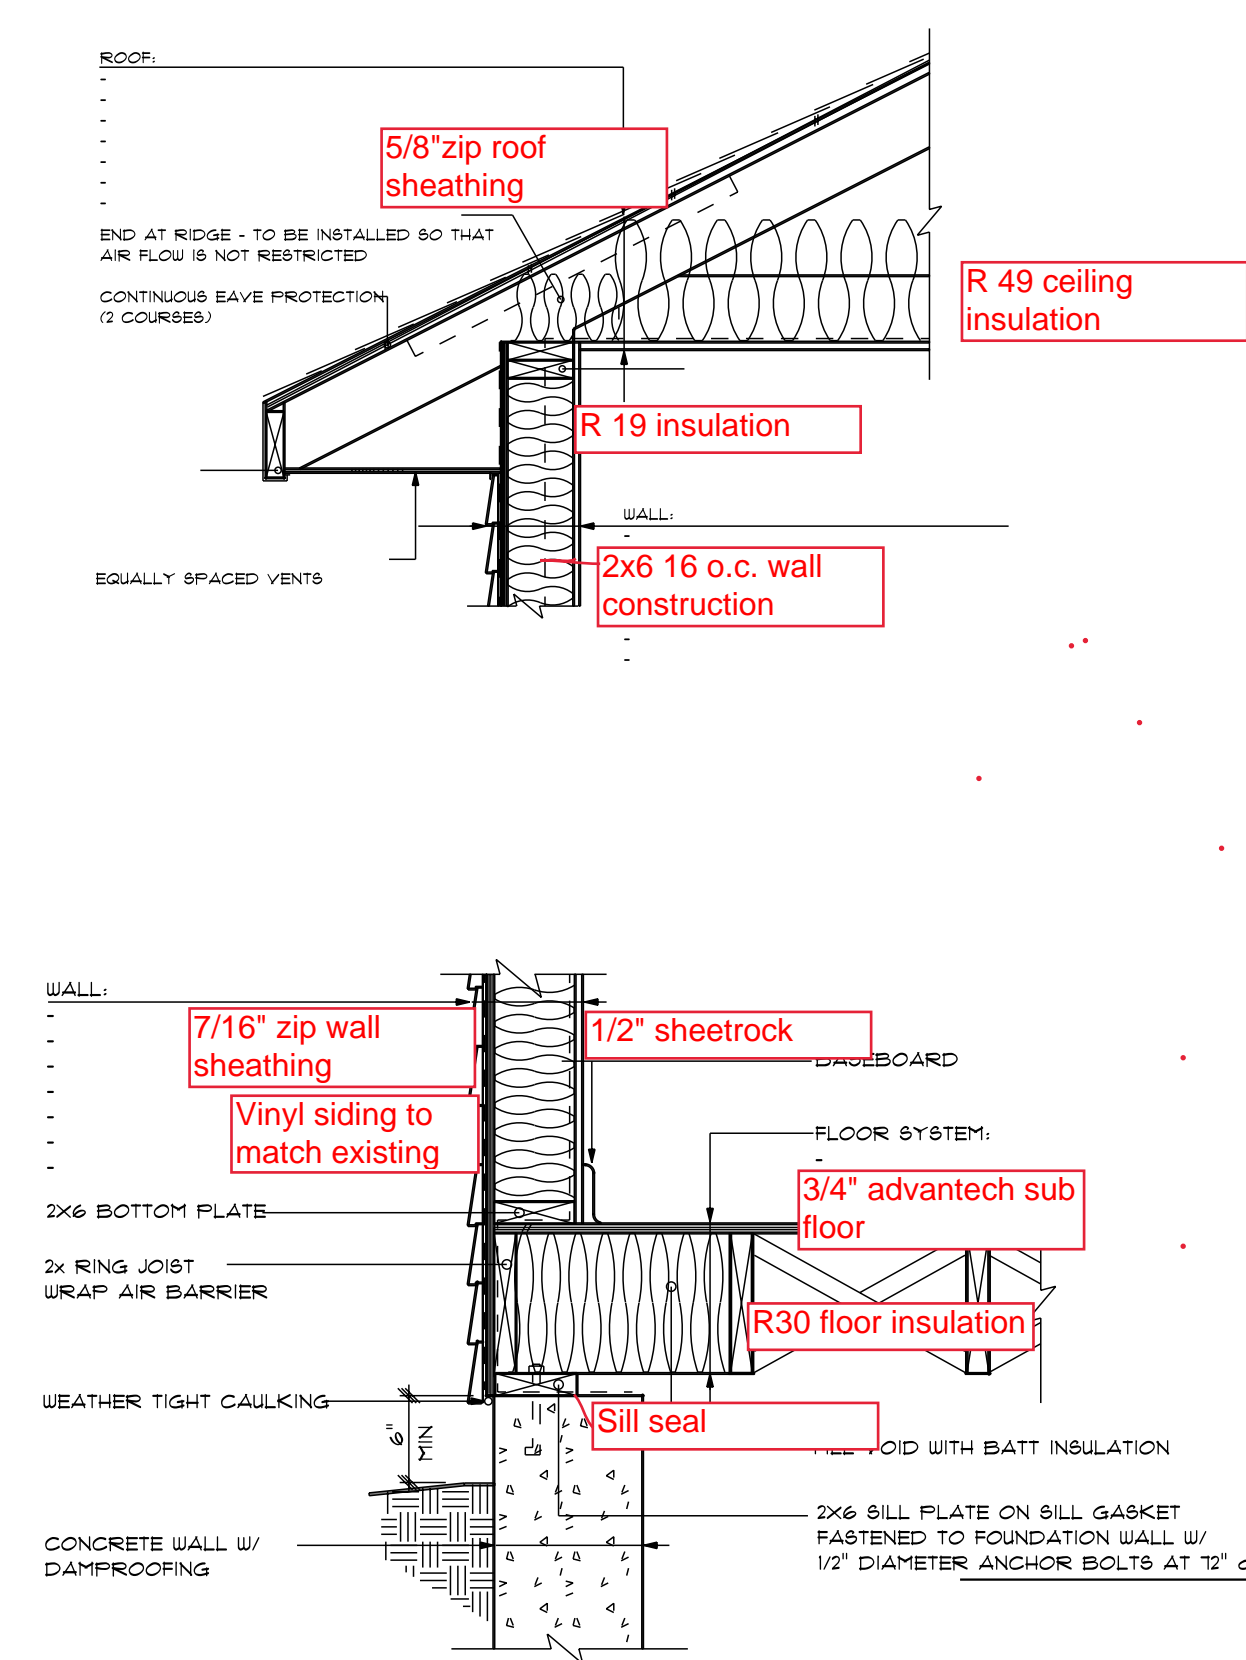 ROOF:
-
-
-
-
-
-
-
5/8"zip roof
sheathing
END AT RIDGE - TO BE INSTALLED SO THAT
AIR FLOW IS NOT RESTRICTED
CONTINUOUS EAVE PROTECTION
(2 COURSES)
R 49 ceiling
insulation
R 19 insulation
WALL:
-
2x6 16 o.c. wall
construction
-
-
EQUALLY SPACED VENTS
WALL:
-
-
-
-
-
-
-
7/16" zip wall
sheathing
1/2" sheetrock
BASEBOARD
Vinyl siding to
match existing
FLOOR SYSTEM:
-
3/4" advantech sub
floor
2X6 BOTTOM PLATE
2x RING JOIST
WRAP AIR BARRIER
R30 floor insulation
WEATHER TIGHT CAULKING
6"
MIN
Sill seal
VOID WITH BATT INSULATION
2X6 SILL PLATE ON SILL GASKET
FASTENED TO FOUNDATION WALL W/
1/2" DIAMETER ANCHOR BOLTS AT 72"
CONCRETE WALL W/
DAMPROOFING